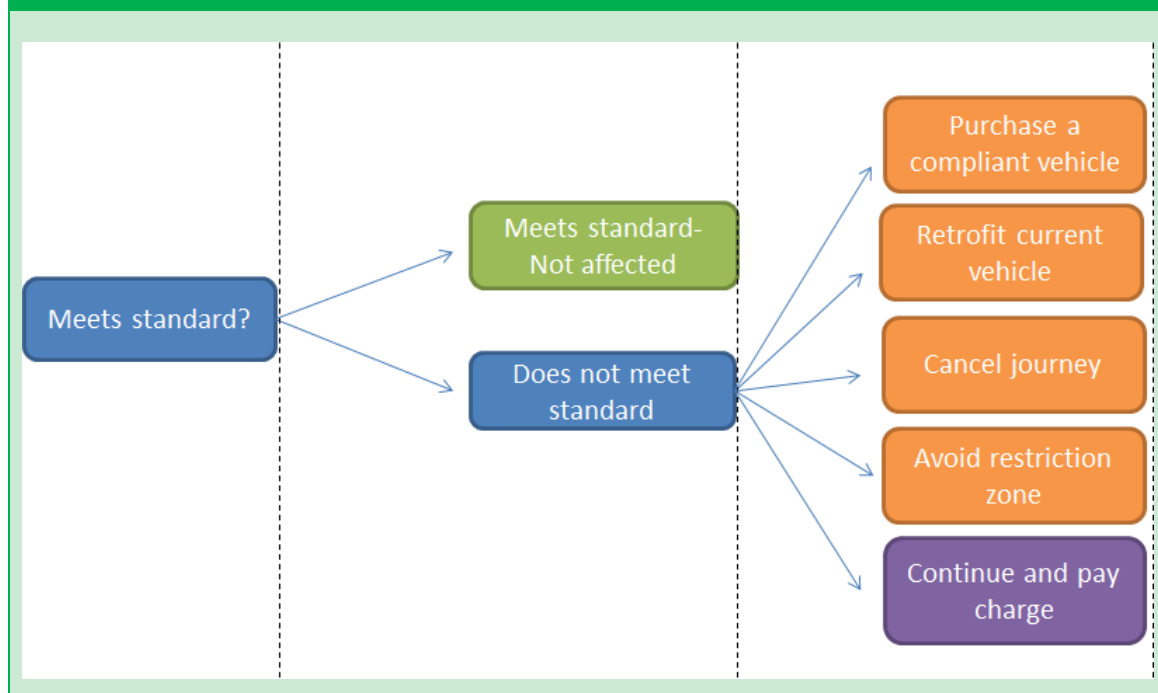 Meets standard?
Meets standard-
Not affected
Does not meet
standard
Purchase a
compliant vehicle
Retrofit current
vehicle
Cancel journey
Avoid restriction
zone
Continue and pay
charge